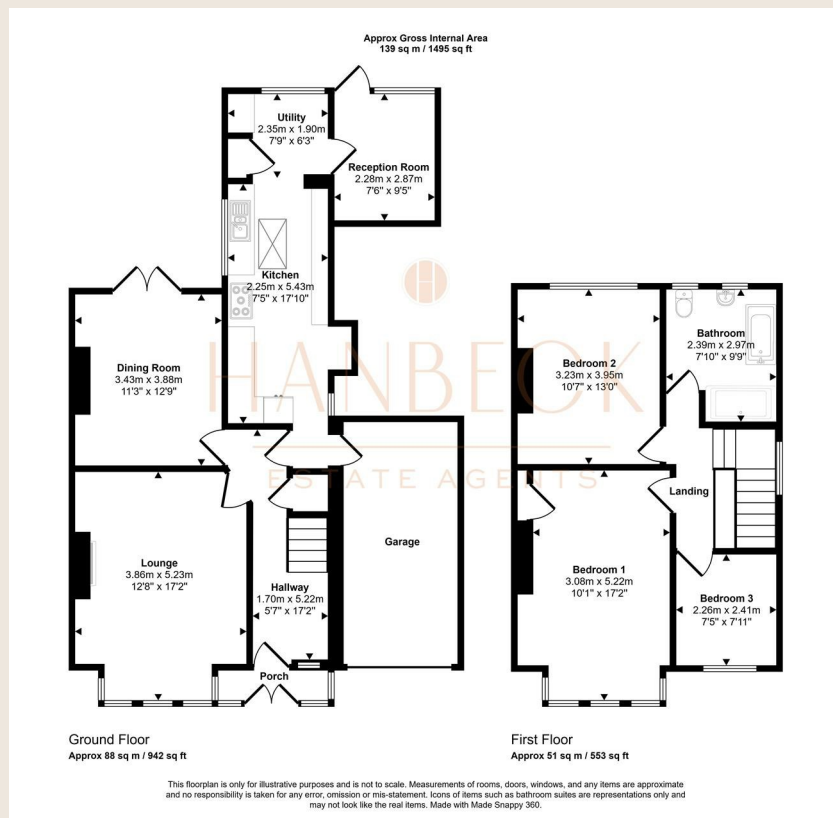 Approx Gross Internal Area
139 sq m / 1495 sq ft
Utility
2.35m x 1.90m
7'9" x 6'3"
Reception Room
2.28m x 2.87m
7'6" x 9'5"
Kitchen
2.25m x 5.43m
7'5" x 17'10"
Dining Room
3.43m x 3.88m
11'3" x 12'9"
Lounge
3.86m x 5.23m
12'8" x 17'2"
Hallway
1.70m x 5.22m
5'7" x 17'2"
Porch
Garage
Bedroom 2
3.23m x 3.95m
10'7" x 13'0"
Bathroom
2.39m x 2.97m
7'10" x 9'9"
Landing
Bedroom 1
3.08m x 5.22m
10'1" x 17'2"
Bedroom 3
2.26m x 2.41m
7'5" x 7'11"
H
HANBECK
ESTATE AGENTS
Ground Floor
Approx 88 sq m / 942 sq ft
First Floor
Approx 51 sq m / 553 sq ft
This floorplan is only for illustrative purposes and is not to scale. Measurements of rooms, doors, windows, and any items are approximate
and no responsibility is taken for any error, omission or mis-statement. Icons of items such as bathroom suites are representations only and
may not look like the real items. Made with Made Snappy 360.